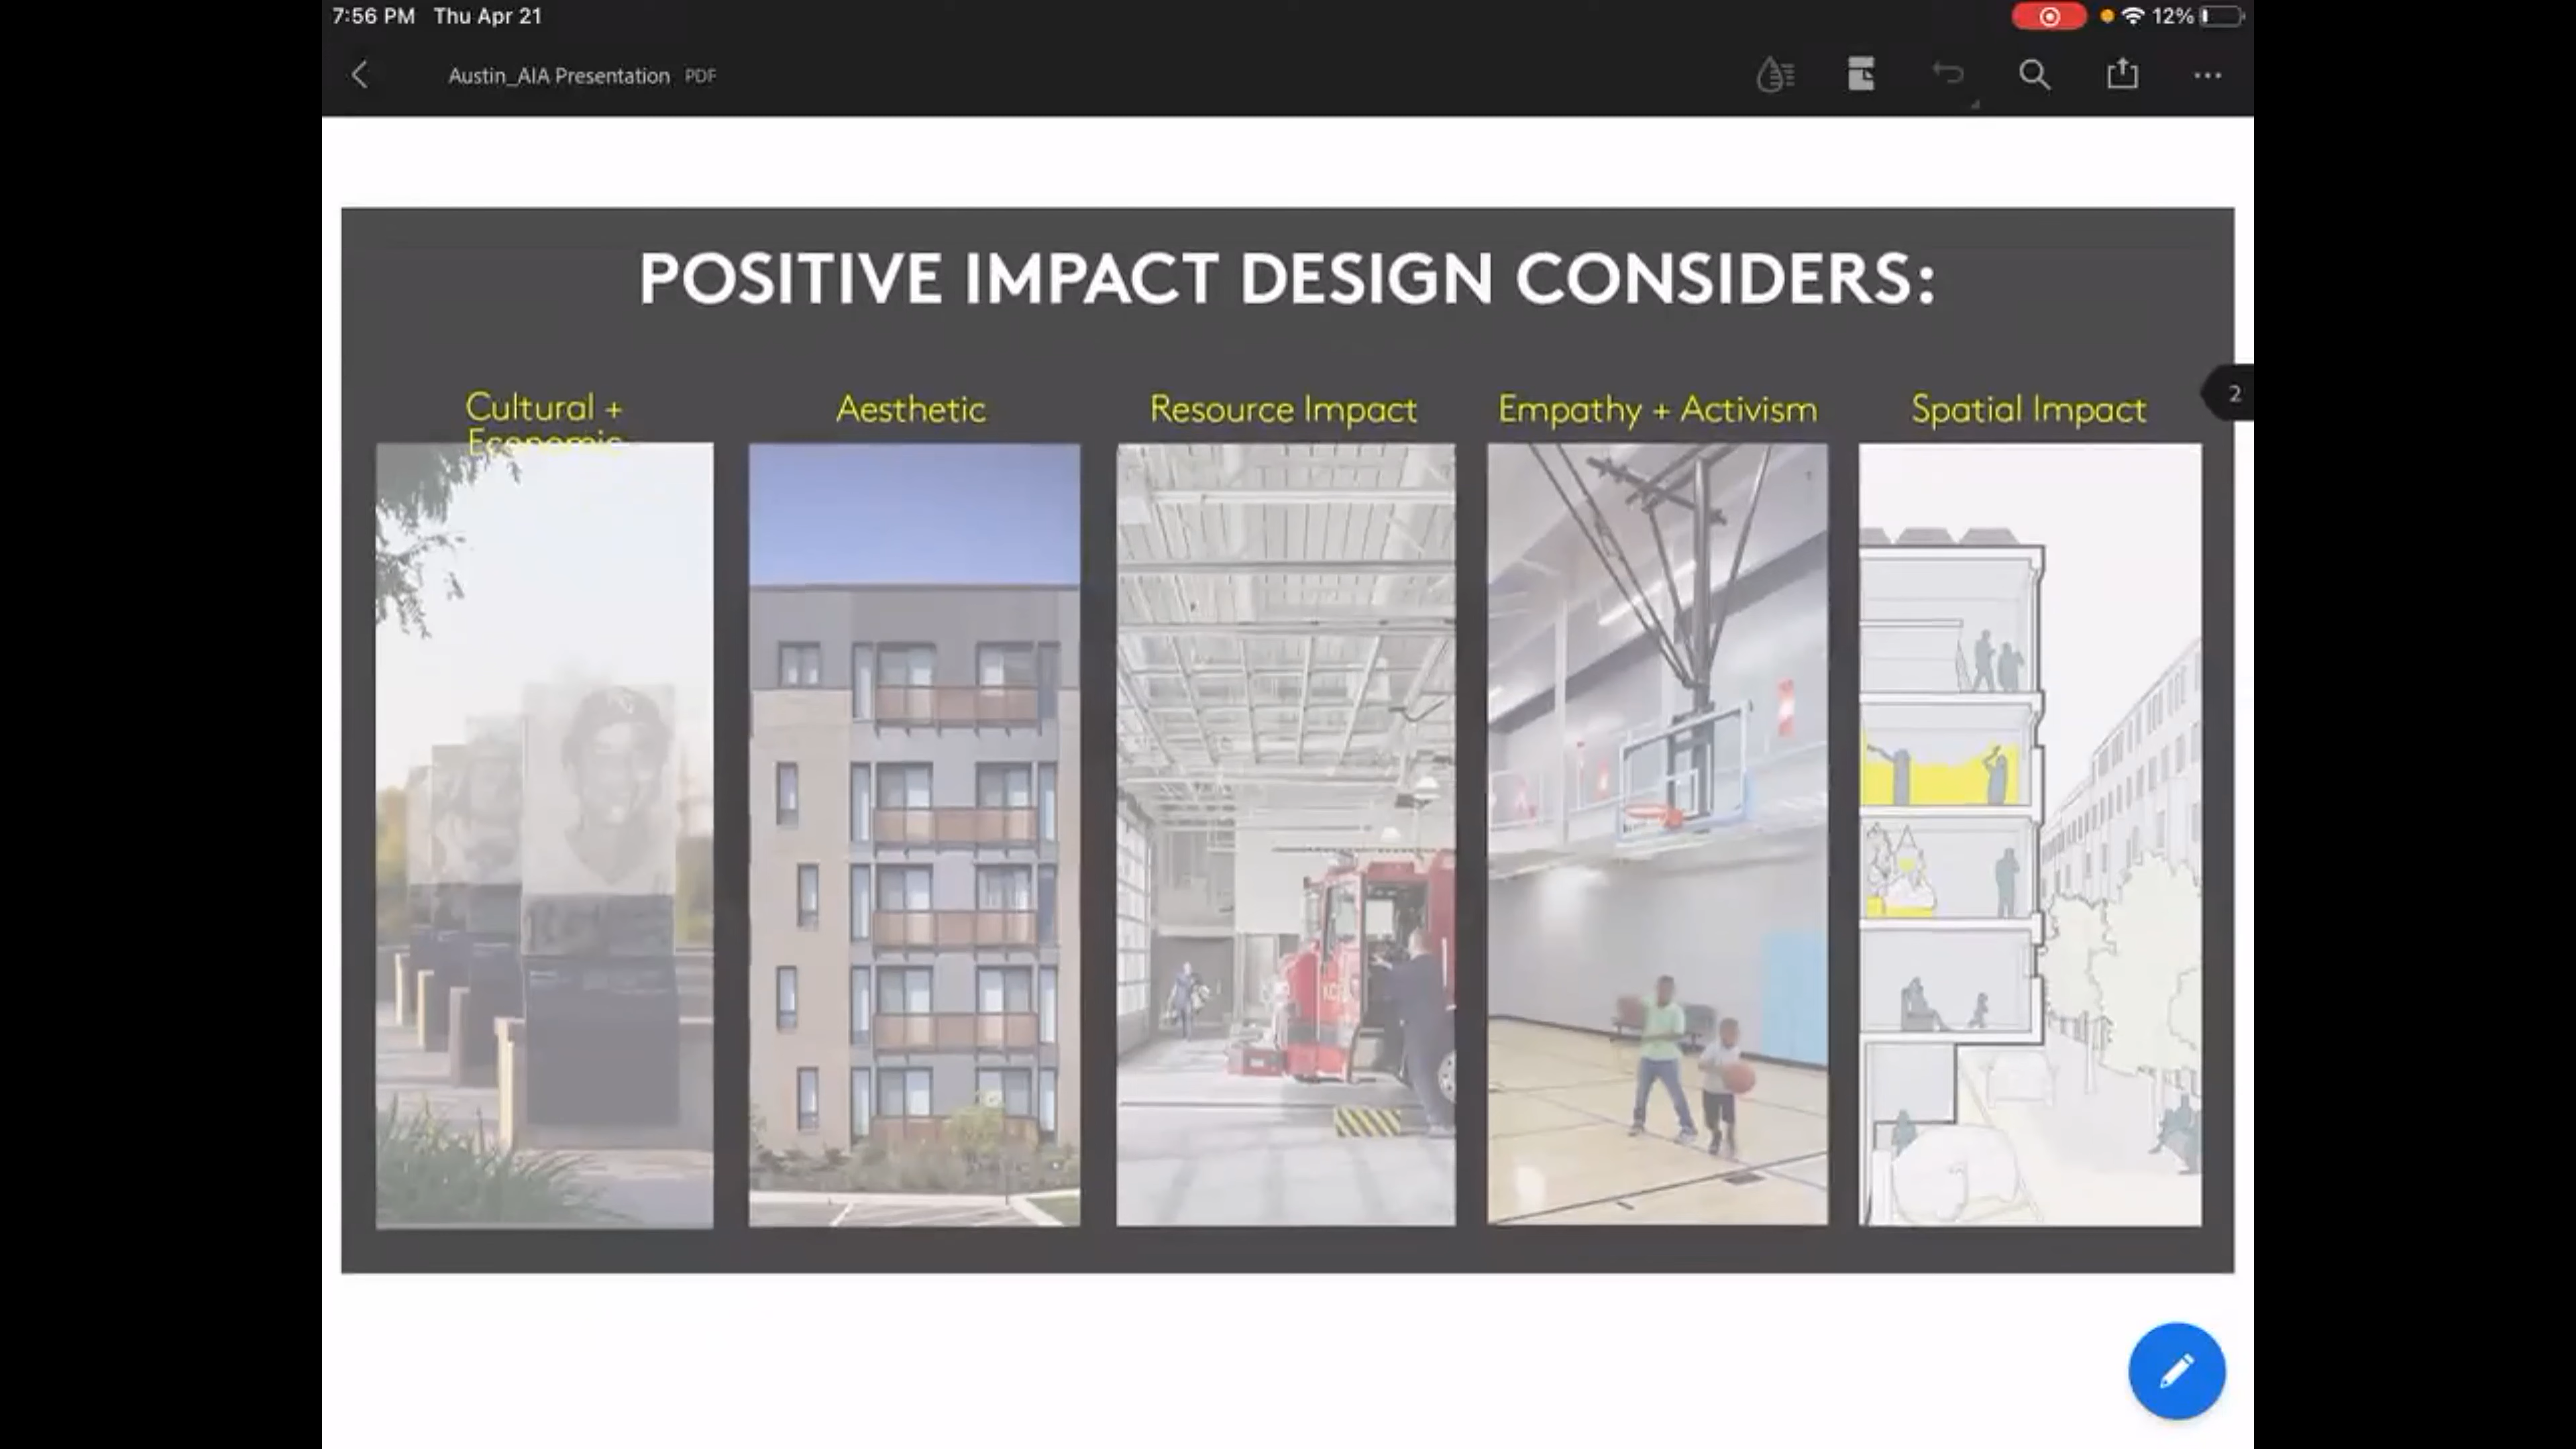 7:56 PM Thu Apr 21
12%
Austin_AIA Presentation PDF
POSITIVE IMPACT DESIGN CONSIDERS:
Cultural +
Economic
Aesthetic
Resource Impact
Empathy + Activism
Spatial Impact
2